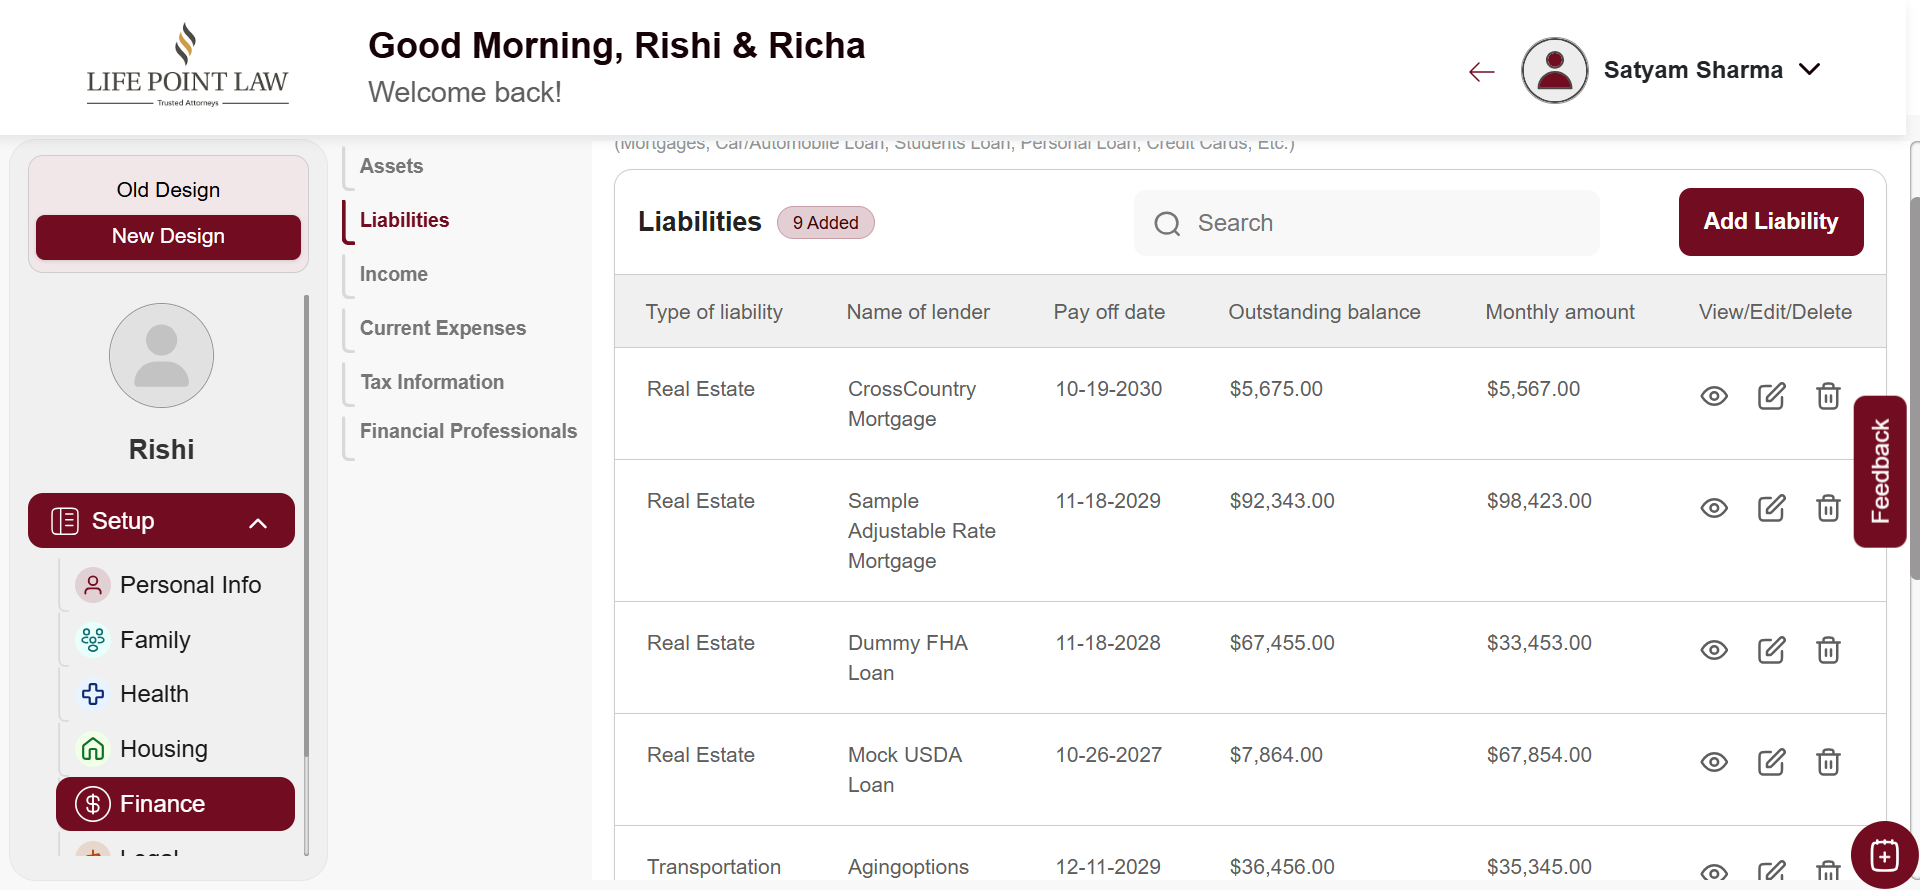 LIFE POINT LAW
Trusted Attorneys
Good Morning, Rishi & Richa
Welcome back!
Satyam Sharma
Old Design
New Design
Rishi
Setup
Personal Info
Family
Health
Housing
Finance
Legal
Assets
Liabilities
Income
Current Expenses
Tax Information
Financial Professionals
(Mortgages, Car/Automobile Loan, Students Loan, Personal Loan, Credit Cards, Etc.)
Liabilities 9 Added Search Add Liability
Type of liability Name of lender Pay off date Outstanding balance Monthly amount View/Edit/Delete
Real Estate CrossCountry 10-19-2030 $5,675.00 $5,567.00
Mortgage
Real Estate Sample 11-18-2029 $92,343.00 $98,423.00
Adjustable Rate
Mortgage
Real Estate Dummy FHA 11-18-2028 $67,455.00 $33,453.00
Loan
Real Estate Mock USDA 10-26-2027 $7,864.00 $67,854.00
Loan
Transportation Agingoptions 12-11-2029 $36,456.00 $35,345.00
Feedback